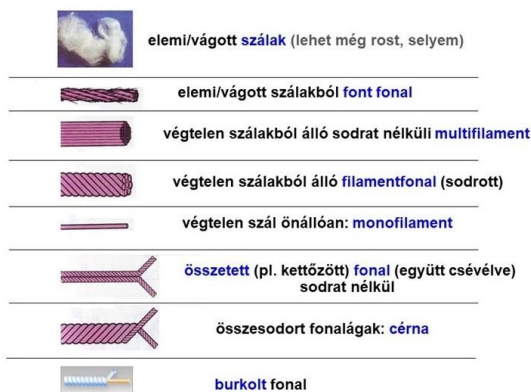 elemi/vágott szálak (lehet még rost, selyem)
elemi/vágott szálakból font fonal
végtelen szálakból álló sodrat nélküli multifilament
végtelen szálakból álló filamentfonal (sodrott)
végtelen szál önállóan: monofilament
összetett (pl. kettőzött) fonal (együtt csévélve)
sodrat nélkül
összesodort fonalágak: cérna
burkolt fonal